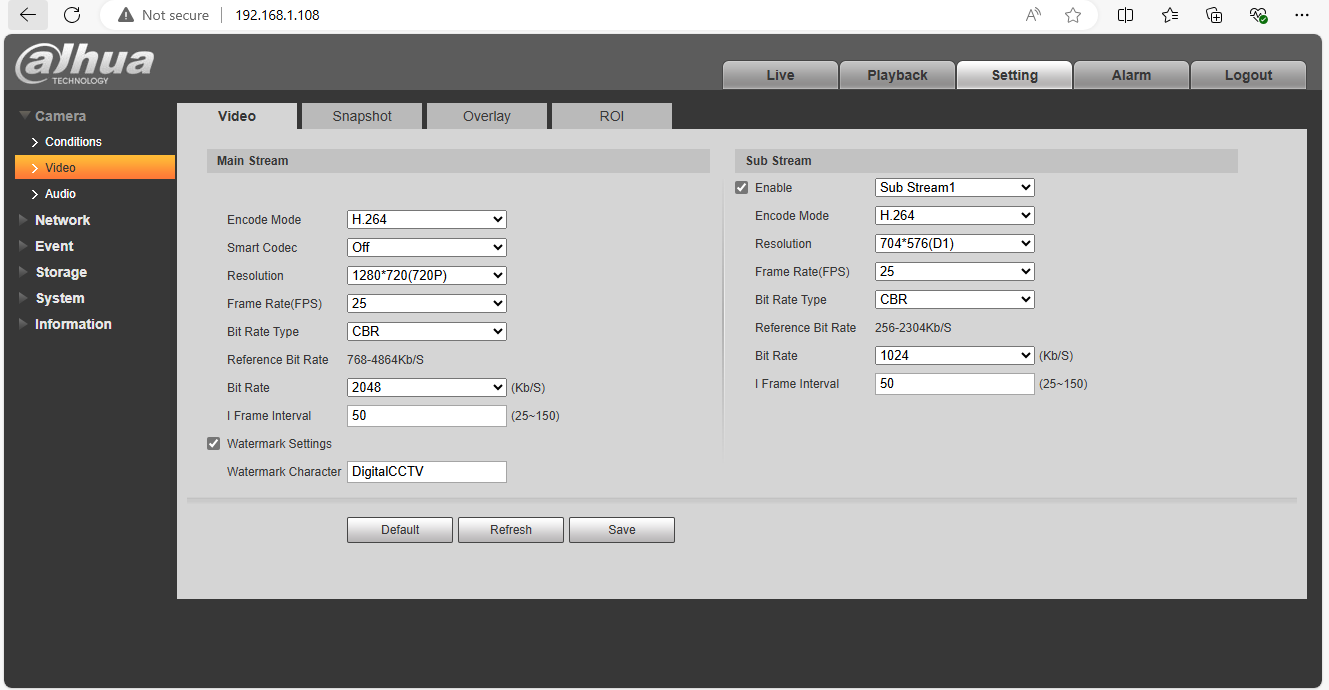 Not secure 192.168.1.108
alhua
TECHNOLOGY
Live Playback Setting Alarm Logout
Camera
Conditions
Video
Audio
Network
Event
Storage
System
Information
Video Snapshot Overlay ROI
Main Stream
Encode Mode H.264
Smart Codec Off
Resolution 1280*720(720P)
Frame Rate(FPS) 25
Bit Rate Type CBR
Reference Bit Rate 768-4864Kb/S
Bit Rate 2048 (Kb/S)
I Frame Interval 50 (25~150)
Watermark Settings
Watermark Character DigitalCCTV
Sub Stream
Enable Sub Stream1
Encode Mode H.264
Resolution 704*576(D1)
Frame Rate(FPS) 25
Bit Rate Type CBR
Reference Bit Rate 256-2304Kb/S
Bit Rate 1024 (Kb/S)
I Frame Interval 50 (25~150)
Default Refresh Save